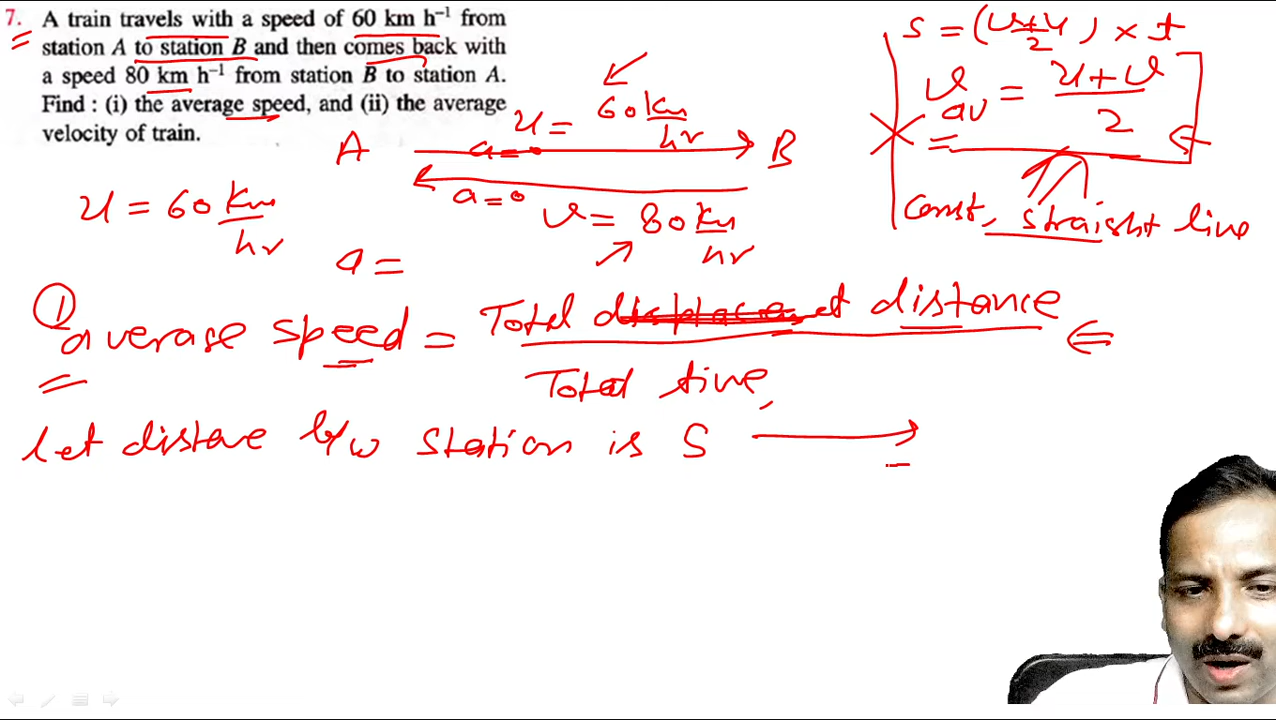 7. A train travels with a speed of 60 km h⁻¹ from
station A to station B and then comes back with
a speed 80 km h⁻¹ from station B to station A.
Find : (i) the average speed, and (ii) the average
velocity of train.
S = (v+u/2) × t
v av = u+v/2
=
const, straight line
A
u = 60 km/hr
a=0
B
a=0
v = 80 km/hr
u = 60 km/hr
a =
① average speed = Total distance / Total time,
Let distane b/w station is S